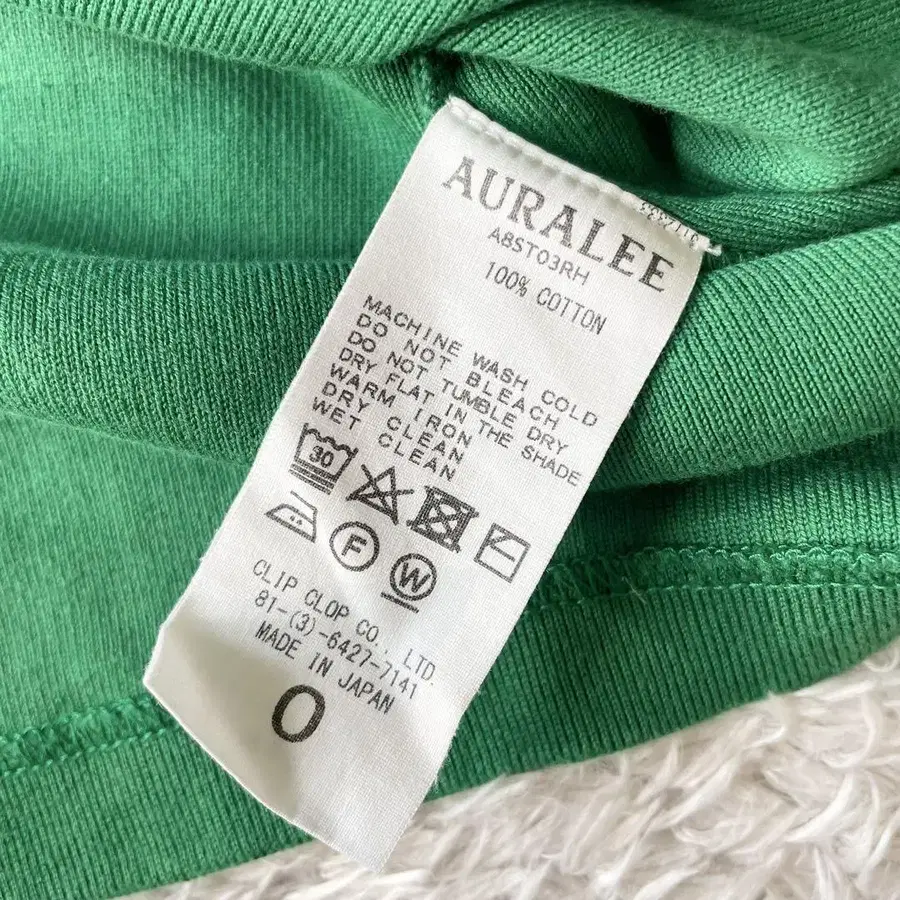 AURALEE
A8ST03RH
100% COTTON
MACHINE WASH COLD
DO NOT BLEACH
DO NOT TUMBLE DRY
DRY FLAT IN THE SHADE
WARM IRON
DRY CLEAN
WET CLEAN
30
F
W
CLIP CLOP CO., LTD.
81-(3)-6427-7141
MADE IN JAPAN
0